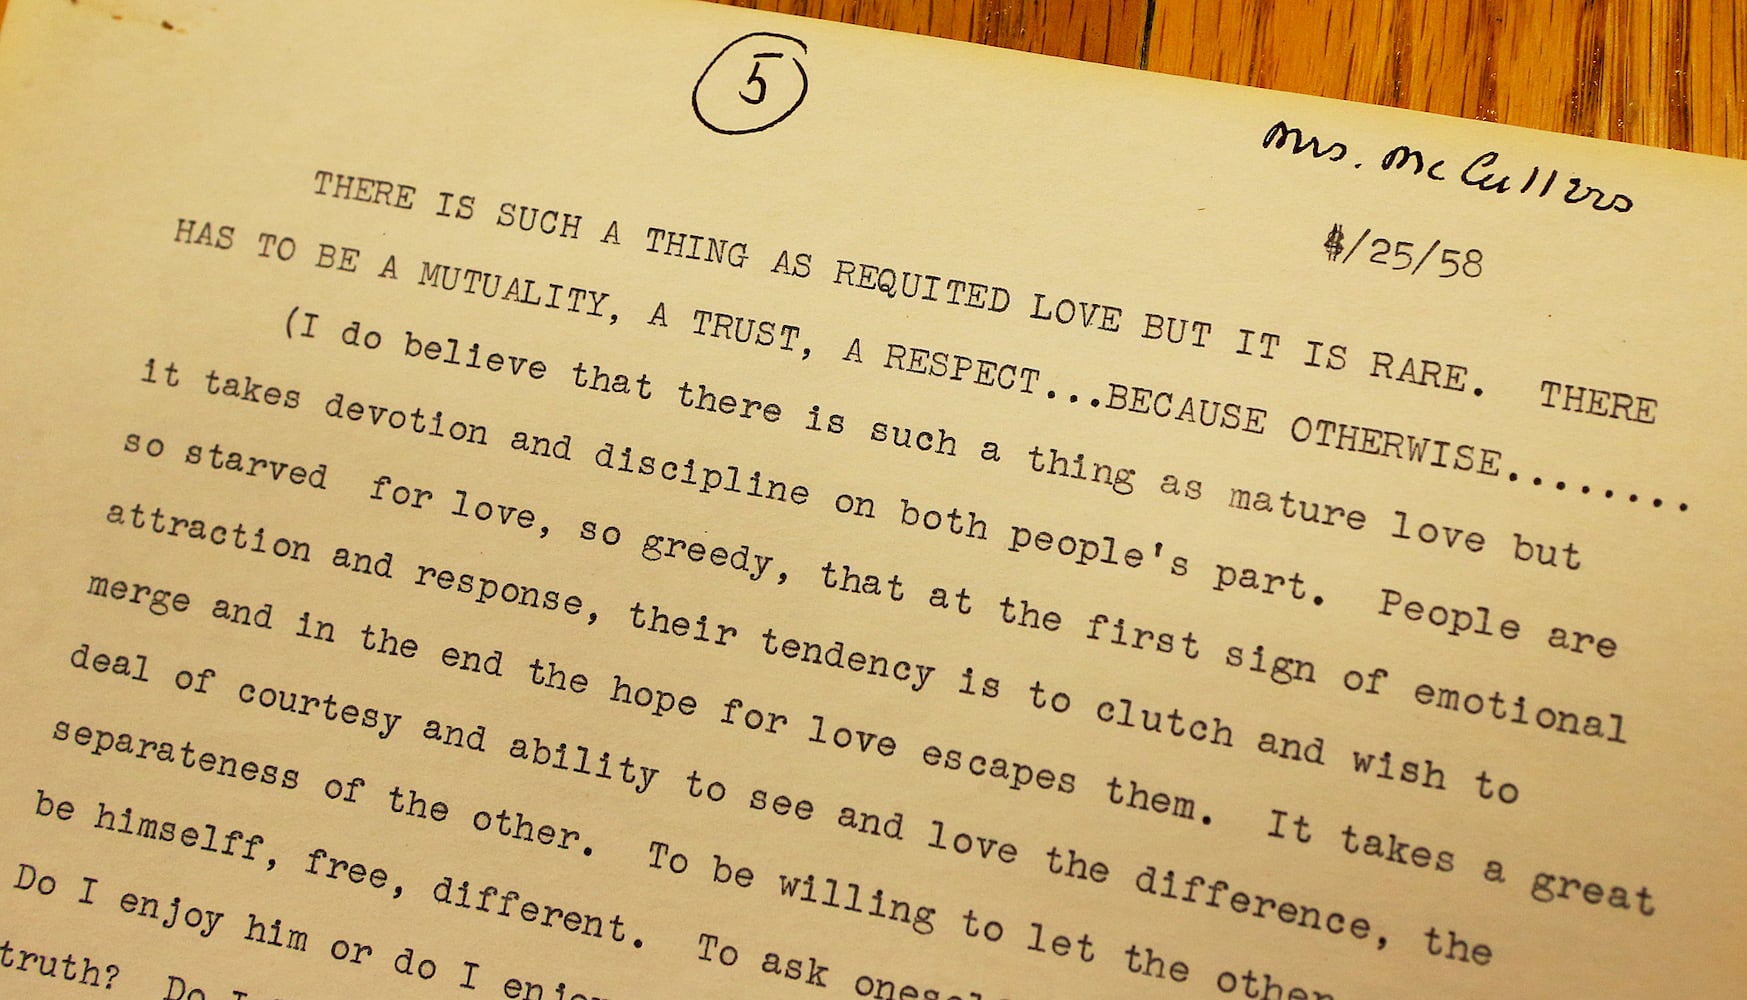 5
Mrs. McCullers
/25/58
THERE IS SUCH A THING AS REQUITED LOVE BUT IT IS RARE. THERE
HAS TO BE A MUTUALITY, A TRUST, A RESPECT...BECAUSE OTHERWISE........
(I do believe that there is such a thing as mature love but
it takes devotion and discipline on both people's part. People are
so starved for love, so greedy, that at the first sign of emotional
attraction and response, their tendency is to clutch and wish to
merge and in the end the hope for love escapes them. It takes a great
deal of courtesy and ability to see and love the difference, the
separateness of the other. To be willing to let the other
be himselff, free, different. To ask
Do I enjoy him or do I
truth? Do I